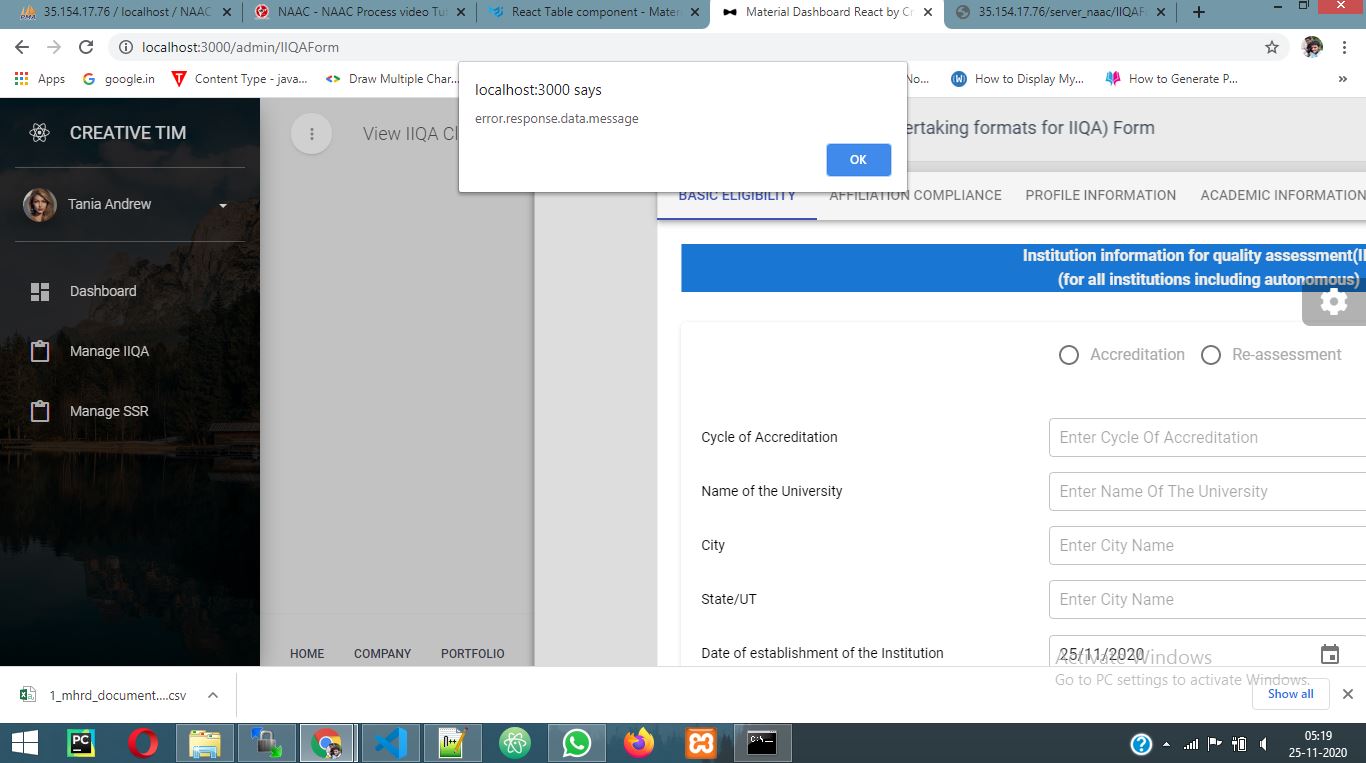 35.154.17.76 / localhost / NAAC
NAAC - NAAC Process video Tu
React Table component - Mater
Material Dashboard React by Cr
35.154.17.76/server_naac/IIQAF
localhost:3000/admin/IIQAForm
Apps
google.in
Content Type - java...
Draw Multiple Char...
No...
How to Display My...
How to Generate P...
»
localhost:3000 says
error.response.data.message
OK
CREATIVE TIM
Tania Andrew
Dashboard
Manage IIQA
Manage SSR
View IIQA Cl
ertaking formats for IIQA) Form
BASIC ELIGIBILITY
AFFILIATION COMPLIANCE
PROFILE INFORMATION
ACADEMIC INFORMATION
Institution information for quality assessment(II
(for all institutions including autonomous)
Accreditation
Re-assessment
Cycle of Accreditation
Enter Cycle Of Accreditation
Name of the University
Enter Name Of The University
City
Enter City Name
State/UT
Enter City Name
Date of establishment of the Institution
25/11/2020
HOME
COMPANY
PORTFOLIO
Activate Windows
Go to PC settings to activate Windows.
1_mhrd_document....csv
Show all
PC
n++
C:\_
05:19
25-11-2020